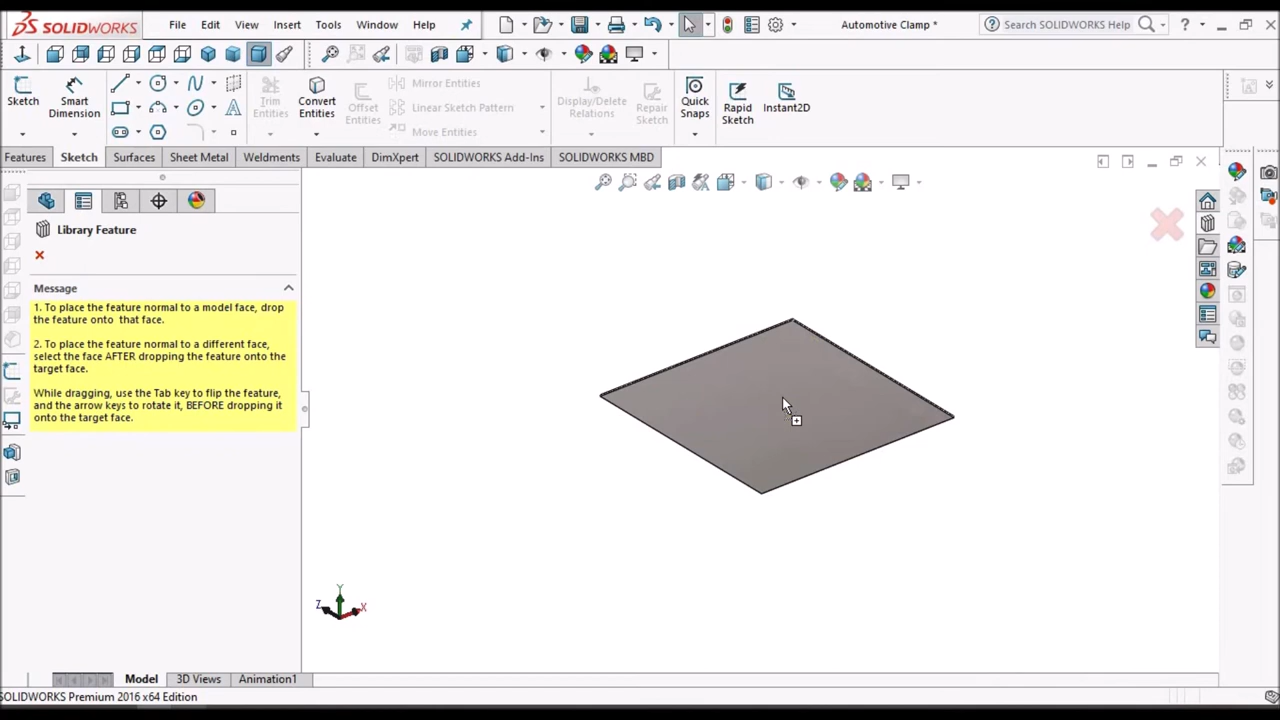 SOLIDWORKS File Edit View Insert Tools Window Help Automotive Clamp * Search SOLIDWORKS Help ?
Sketch Smart Dimension Trim Entities Convert Entities Offset Entities Mirror Entities Linear Sketch Pattern Move Entities Display/Delete Relations Repair Sketch Quick Snaps Rapid Sketch Instant2D
Features Sketch Surfaces Sheet Metal Weldments Evaluate DimXpert SOLIDWORKS Add-Ins SOLIDWORKS MBD
Library Feature
Message
1. To place the feature normal to a model face, drop
the feature onto that face.
2. To place the feature normal to a different face,
select the face AFTER dropping the feature onto the
target face.
While dragging, use the Tab key to flip the feature,
and the arrow keys to rotate it, BEFORE dropping it
onto the target face.
Y
Z X
Model 3D Views Animation1
SOLIDWORKS Premium 2016 x64 Edition